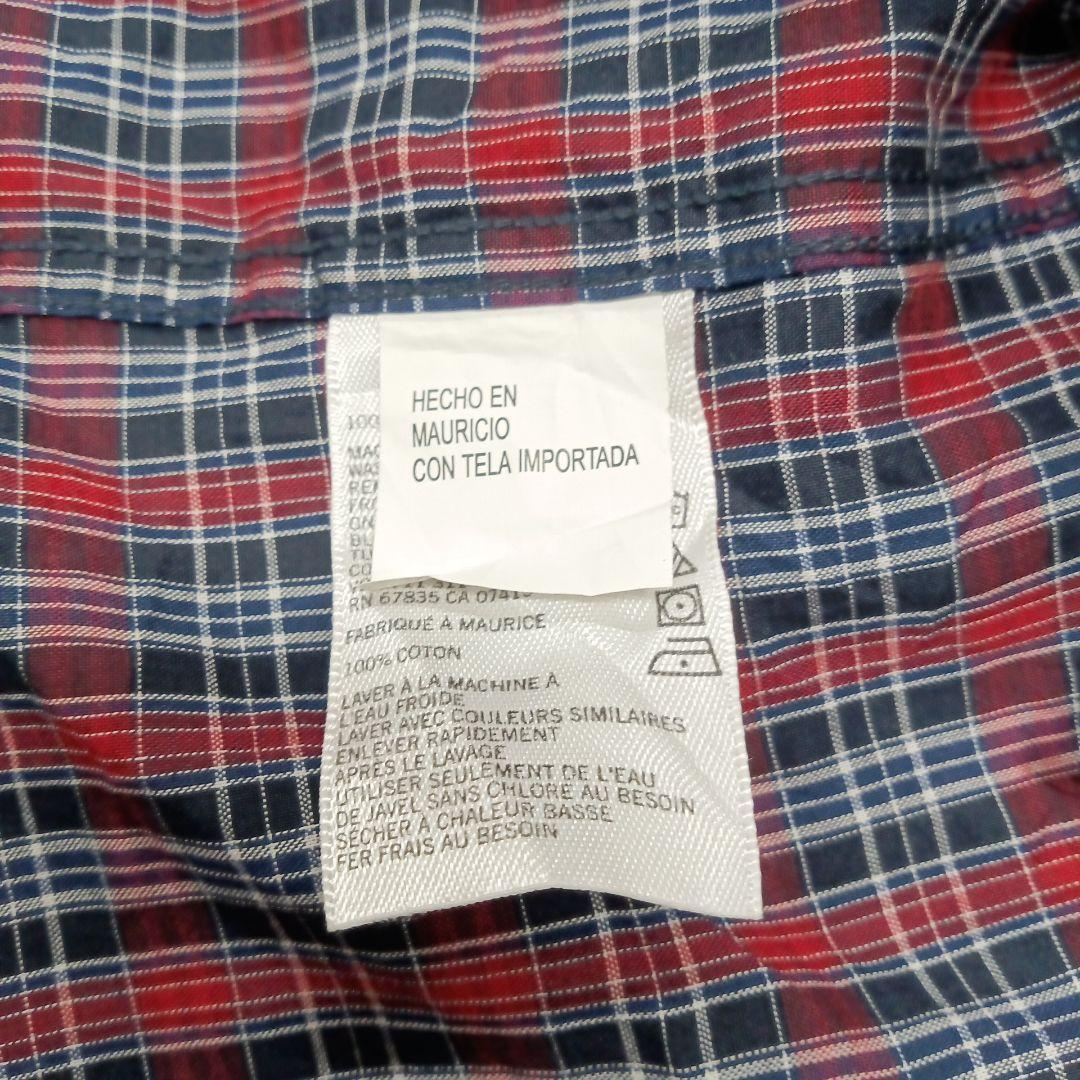 HECHO EN
MAURICIO
CON TELA IMPORTADA
RN 67835 CA
FABRIQUÉ À MAURICE
100% COTON
LAVER À LA MACHINE À
L'EAU FROIDE
LAVER AVEC COULEURS SIMILAIRES
ENLEVER RAPIDEMENT
APRÈS LE LAVAGE
UTILISER SEULEMENT DE L'EAU
DE JAVEL SANS CHLORE AU BESOIN
SÉCHER À CHALEUR BASSE
FER FRAIS AU BESOIN